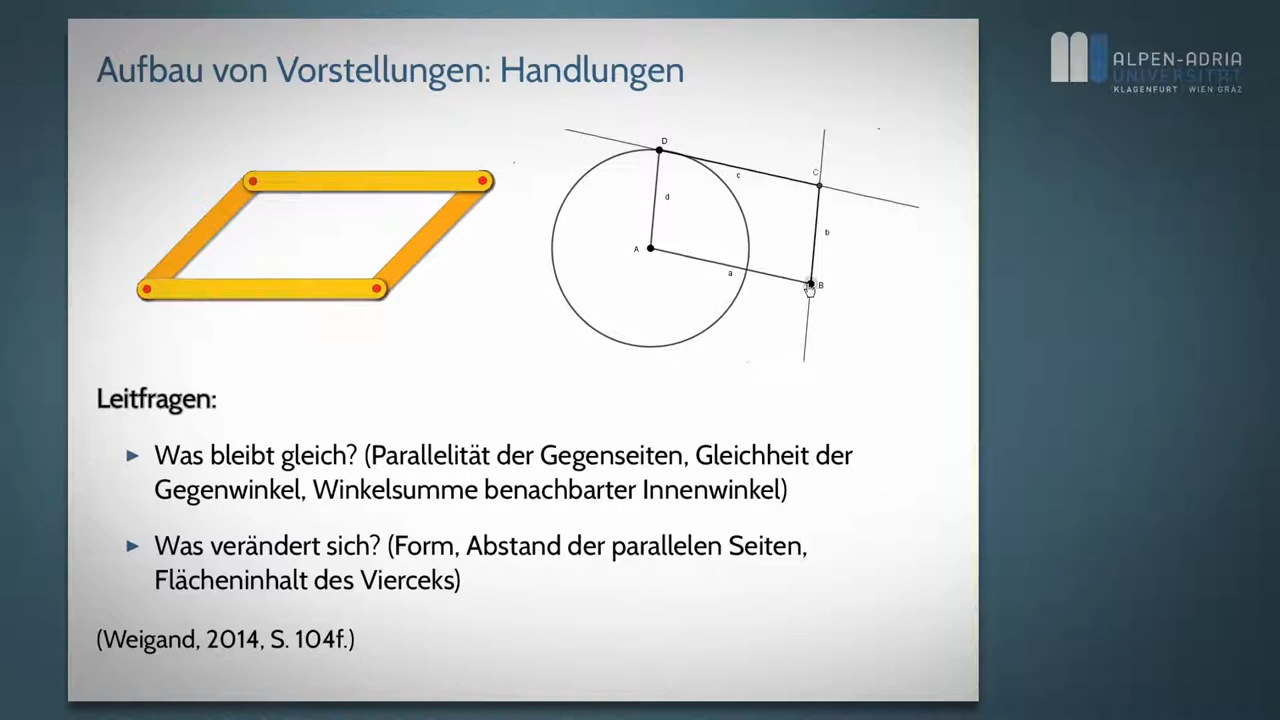 Aufbau von Vorstellungen: Handlungen
ALPEN-ADRIA
UNIVERSITÄT
KLAGENFURT | WIEN GRAZ
D
C
c
d
b
A
a
B
Leitfragen:
Was bleibt gleich? (Parallelität der Gegenseiten, Gleichheit der
Gegenwinkel, Winkelsumme benachbarter Innenwinkel)
Was verändert sich? (Form, Abstand der parallelen Seiten,
Flächeninhalt des Vierceks)
(Weigand, 2014, S. 104f.)